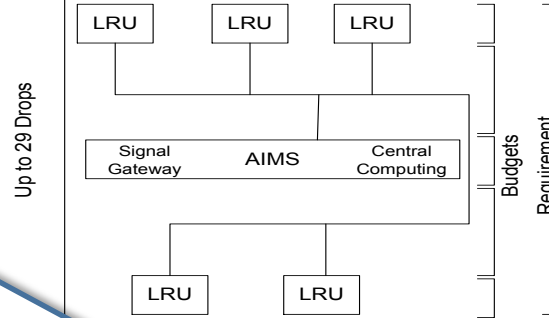 LRU
LRU
LRU
Up to 29 Drops
Signal
Gateway
AIMS
Central
Computing
Budgets
Requirement
LRU
LRU